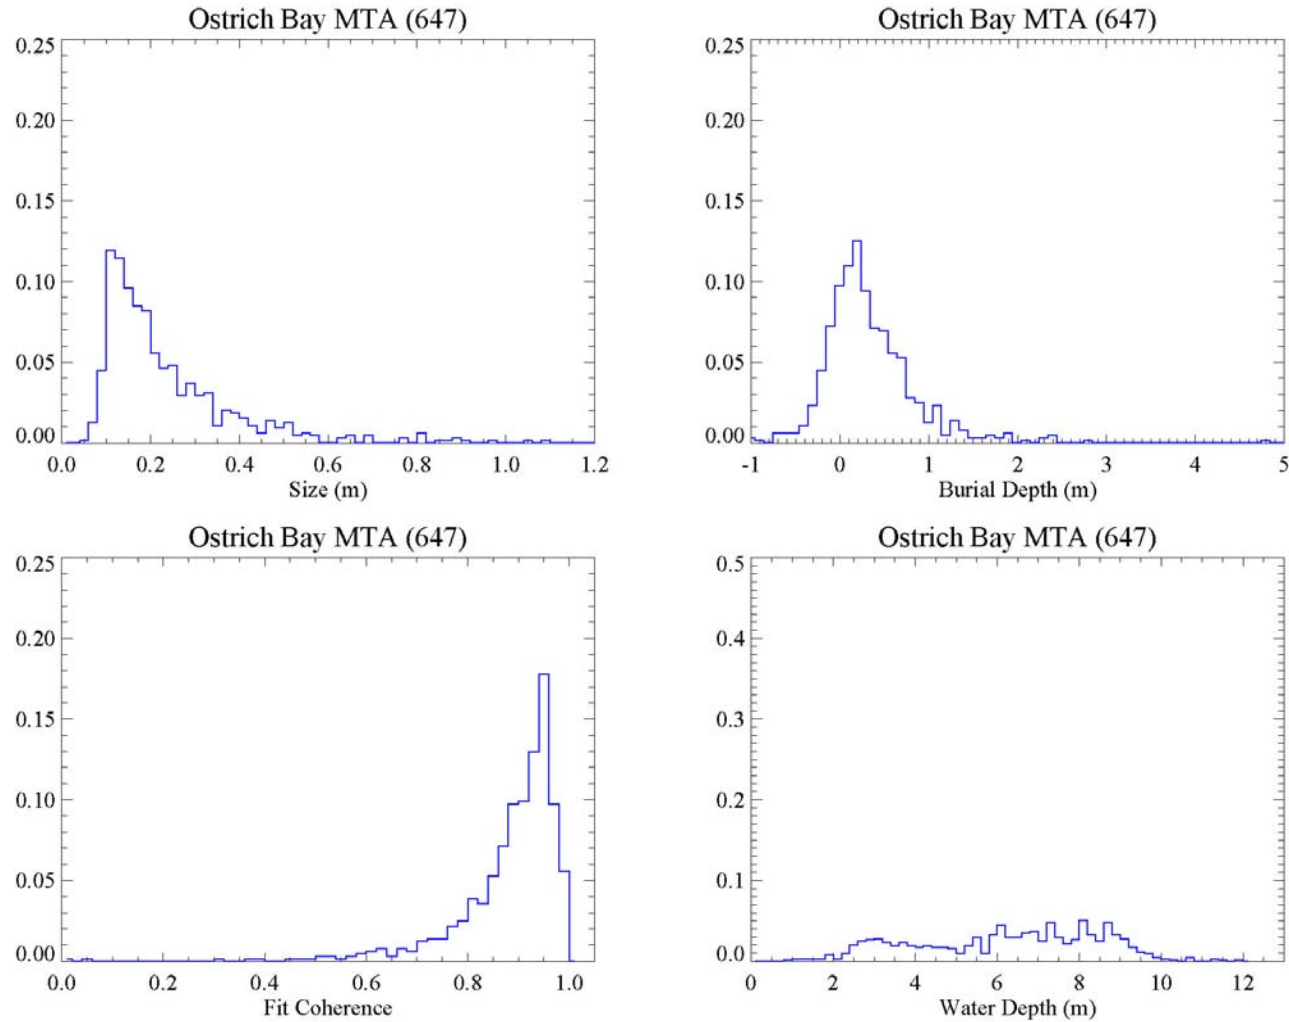 Ostrich Bay MTA (647)
0.25
0.20
0.15
0.10
0.05
0.00
0.0 0.2 0.4 0.6 0.8 1.0 1.2
Size (m)
Ostrich Bay MTA (647)
0.25
0.20
0.15
0.10
0.05
0.00
-1 0 1 2 3 4 5
Burial Depth (m)
Ostrich Bay MTA (647)
0.25
0.20
0.15
0.10
0.05
0.00
0.0 0.2 0.4 0.6 0.8 1.0
Fit Coherence
Ostrich Bay MTA (647)
0.5
0.4
0.3
0.2
0.1
0.0
0 2 4 6 8 10 12
Water Depth (m)